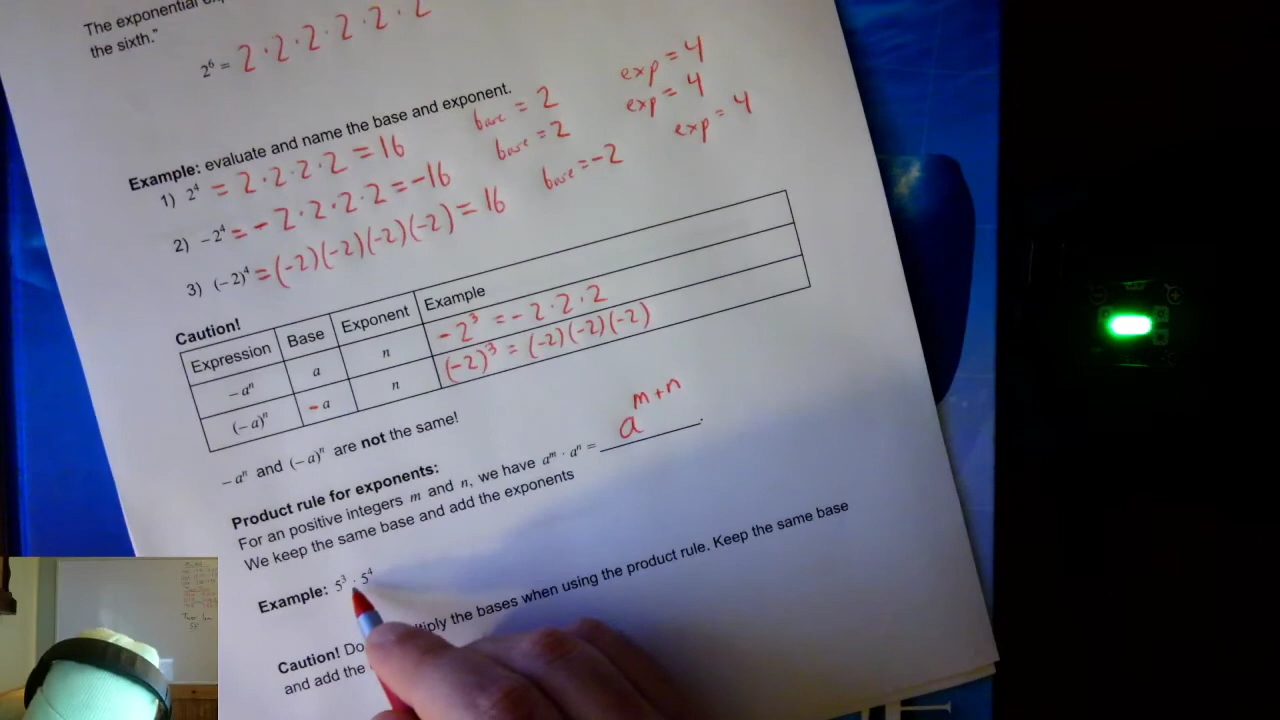 The exponential
the sixth."
2⁶ = 2 · 2 · 2 · 2 · 2 · 2
Example: evaluate and name the base and exponent.
1) 2⁴ = 2 · 2 · 2 · 2 = 16 base = 2 exp = 4
2) -2⁴ = - 2 · 2 · 2 · 2 = -16 base = 2 exp = 4
3) (-2)⁴ = (-2)(-2)(-2)(-2) = 16 base = -2 exp = 4
Caution!
Expression Base Exponent Example
-aⁿ a n -2³ = - 2 · 2 · 2
(-a)ⁿ -a n (-2)³ = (-2)(-2)(-2)
-aⁿ and (-a)ⁿ are not the same!
Product rule for exponents:
For an positive integers m and n, we have aᵐ · aⁿ = a^{m+n}.
We keep the same base and add the exponents
Example: 5³ · 5⁴
Caution! Do the bases when using the product rule. Keep the same base
and add the